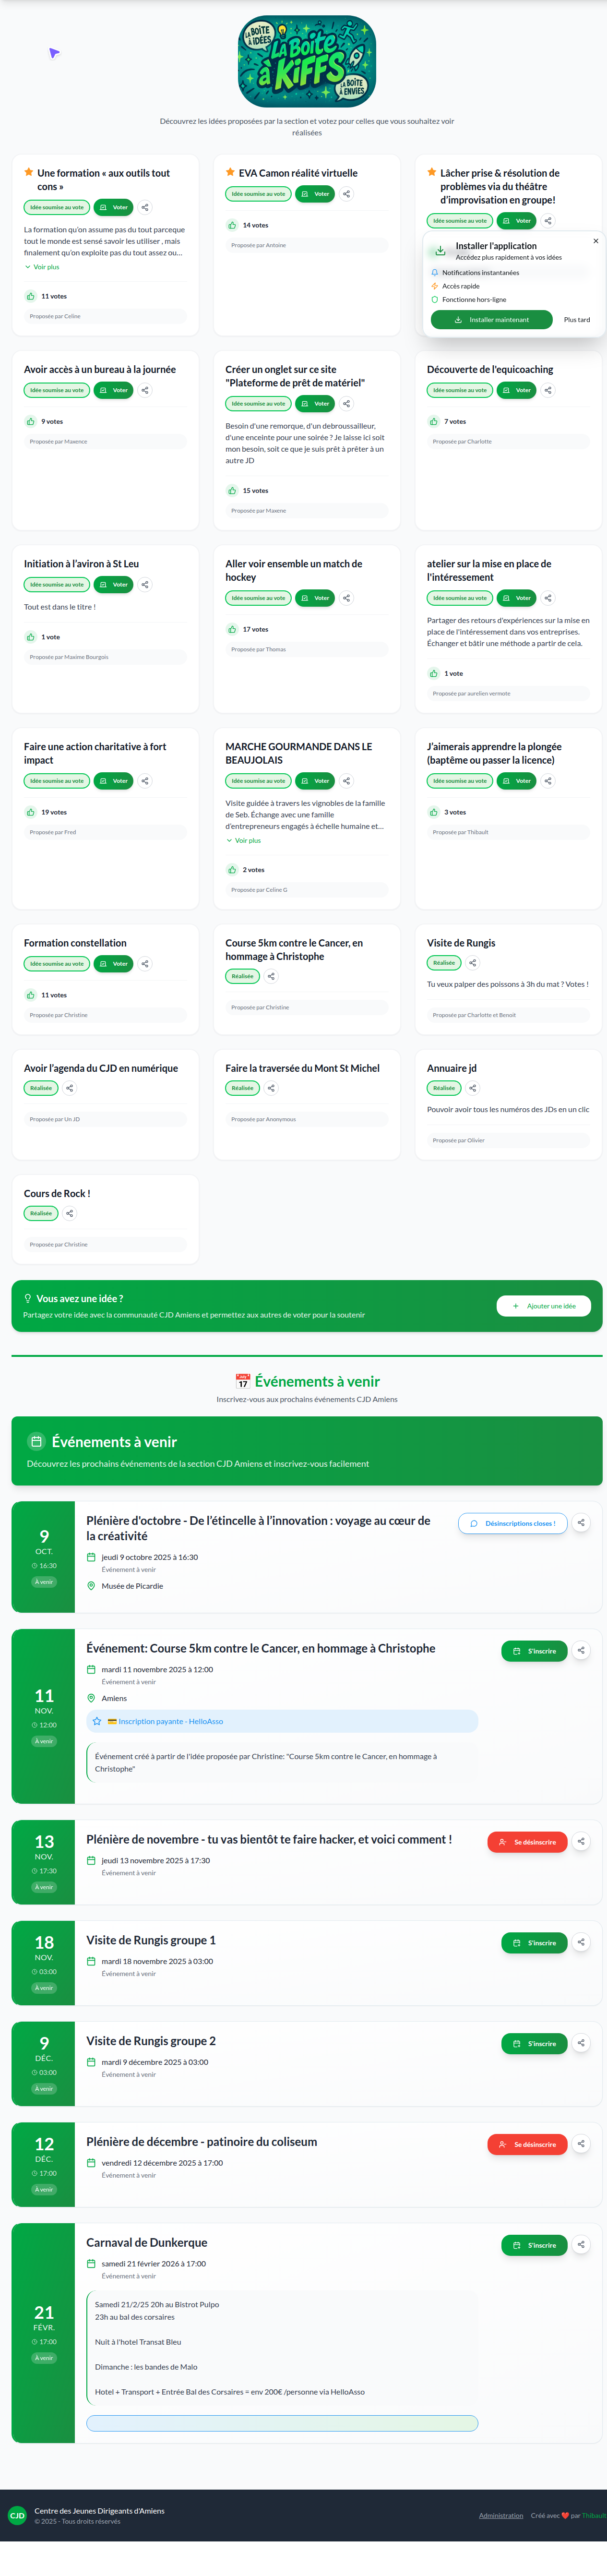 LA BOÎTE
à IDÉES
La Boîte
à KiFFS
LA BOÎTE
à ENVIES
Découvrez les idées proposées par la section et votez pour celles que vous souhaitez voir
réalisées
Une formation « aux outils tout
cons »
Idée soumise au vote
Voter
La formation qu'on assume pas du tout parceque
tout le monde est sensé savoir les utiliser , mais
finalement qu'on exploite pas du tout assez ou...
Voir plus
11 votes
Proposée par Celine
EVA Camon réalité virtuelle
Idée soumise au vote
Voter
14 votes
Proposée par Antoine
Lâcher prise & résolution de
problèmes via du théâtre
d'improvisation en groupe!
Idée soumise au vote
Voter
Installer l'application
Accédez plus rapidement à vos idées
Notifications instantanées
Accès rapide
Fonctionne hors-ligne
Installer maintenant
Plus tard
Avoir accès à un bureau à la journée
Idée soumise au vote
Voter
9 votes
Proposée par Maxence
Créer un onglet sur ce site
"Plateforme de prêt de matériel"
Idée soumise au vote
Voter
Besoin d'une remorque, d'un debroussailleur,
d'une enceinte pour une soirée ? Je laisse ici soit
mon besoin, soit ce que je suis prêt à prêter à un
autre JD
15 votes
Proposée par Maxene
Découverte de l'equicoaching
Idée soumise au vote
Voter
7 votes
Proposée par Charlotte
Initiation à l'aviron à St Leu
Idée soumise au vote
Voter
Tout est dans le titre !
1 vote
Proposée par Maxime Bourgois
Aller voir ensemble un match de
hockey
Idée soumise au vote
Voter
17 votes
Proposée par Thomas
atelier sur la mise en place de
l'intéressement
Idée soumise au vote
Voter
Partager des retours d'expériences sur la mise en
place de l'intéressement dans vos entreprises.
Échanger et bâtir une méthode a partir de cela.
1 vote
Proposée par aurelien vermote
Faire une action charitative à fort
impact
Idée soumise au vote
Voter
19 votes
Proposée par Fred
MARCHE GOURMANDE DANS LE
BEAUJOLAIS
Idée soumise au vote
Voter
Visite guidée à travers les vignobles de la famille
de Seb. Échange avec une famille
d'entrepreneurs engagés à échelle humaine et...
Voir plus
2 votes
Proposée par Celine G
J'aimerais apprendre la plongée
(baptême ou passer la licence)
Idée soumise au vote
Voter
3 votes
Proposée par Thibault
Formation constellation
Idée soumise au vote
Voter
11 votes
Proposée par Christine
Course 5km contre le Cancer, en
hommage à Christophe
Réalisée
Proposée par Christine
Visite de Rungis
Réalisée
Tu veux palper des poissons à 3h du mat ? Votes !
Proposée par Charlotte et Benoit
Avoir l'agenda du CJD en numérique
Réalisée
Proposée par Un JD
Faire la traversée du Mont St Michel
Réalisée
Proposée par Anonymous
Annuaire jd
Réalisée
Pouvoir avoir tous les numéros des JDs en un clic
Proposée par Olivier
Cours de Rock !
Réalisée
Proposée par Christine
Vous avez une idée ?
Partagez votre idée avec la communauté CJD Amiens et permettez aux autres de voter pour la soutenir
Ajouter une idée
📅 Événements à venir
Inscrivez-vous aux prochains événements CJD Amiens
Événements à venir
Découvrez les prochains événements de la section CJD Amiens et inscrivez-vous facilement
9
OCT.
16:30
À venir
Plénière d'octobre - De l'étincelle à l'innovation : voyage au cœur de
la créativité
jeudi 9 octobre 2025 à 16:30
Événement à venir
Musée de Picardie
Désinscriptions closes !
11
NOV.
12:00
À venir
Événement: Course 5km contre le Cancer, en hommage à Christophe
mardi 11 novembre 2025 à 12:00
Événement à venir
Amiens
💳 Inscription payante - HelloAsso
Événement créé à partir de l'idée proposée par Christine: "Course 5km contre le Cancer, en hommage à
Christophe"
S'inscrire
13
NOV.
17:30
À venir
Plénière de novembre - tu vas bientôt te faire hacker, et voici comment !
jeudi 13 novembre 2025 à 17:30
Événement à venir
Se désinscrire
18
NOV.
03:00
À venir
Visite de Rungis groupe 1
mardi 18 novembre 2025 à 03:00
Événement à venir
S'inscrire
9
DÉC.
03:00
À venir
Visite de Rungis groupe 2
mardi 9 décembre 2025 à 03:00
Événement à venir
S'inscrire
12
DÉC.
17:00
À venir
Plénière de décembre - patinoire du coliseum
vendredi 12 décembre 2025 à 17:00
Événement à venir
Se désinscrire
21
FÉVR.
17:00
À venir
Carnaval de Dunkerque
samedi 21 février 2026 à 17:00
Événement à venir
Samedi 21/2/25 20h au Bistrot Pulpo
23h au bal des corsaires
Nuit à l'hotel Transat Bleu
Dimanche : les bandes de Malo
Hotel + Transport + Entrée Bal des Corsaires = env 200€ /personne via HelloAsso
S'inscrire
CJD
Centre des Jeunes Dirigeants d'Amiens
© 2025 - Tous droits réservés
Administration
Créé avec ❤️ par Thibault